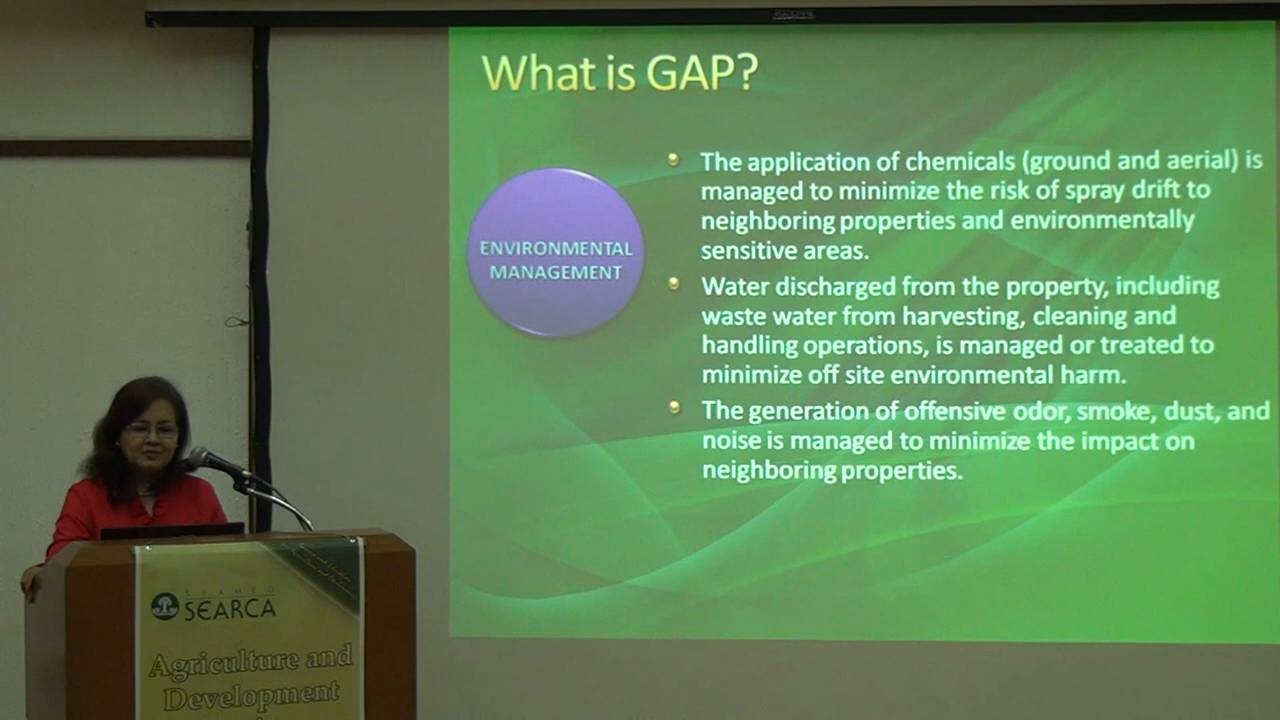 What is GAP?
ENVIRONMENTAL
MANAGEMENT
The application of chemicals (ground and aerial) is
managed to minimize the risk of spray drift to
neighboring properties and environmentally
sensitive areas.
Water discharged from the property, including
waste water from harvesting, cleaning and
handling operations, is managed or treated to
minimize off site environmental harm.
The generation of offensive odor, smoke, dust, and
noise is managed to minimize the impact on
neighboring properties.
SEAMEO
SEARCA
Agriculture and
Development